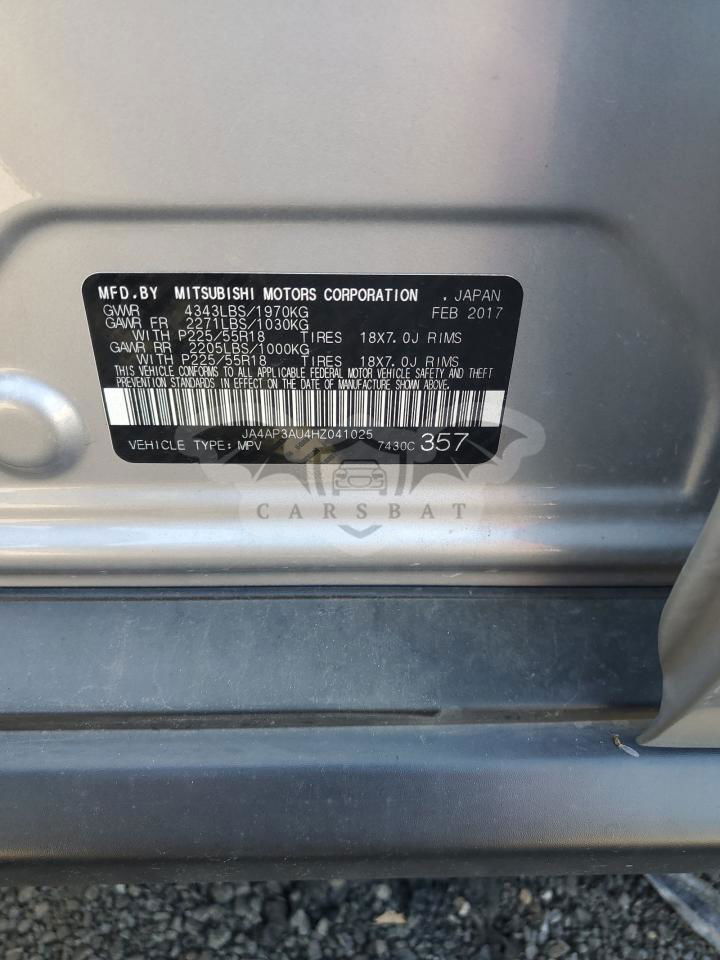 MFD.BY MITSUBISHI MOTORS CORPORATION . JAPAN
GVWR 4343LBS/1970KG FEB 2017
GAWR FR 2271LBS/1030KG
WITH P225/55R18 TIRES 18X7.0J RIMS
GAWR RR 2205LBS/1000KG
WITH P225/55R18 TIRES 18X7.0J RIMS
THIS VEHICLE CONFORMS TO ALL APPLICABLE FEDERAL MOTOR VEHICLE SAFETY AND THEFT
PREVENTION STANDARDS IN EFFECT ON THE DATE OF MANUFACTURE SHOWN ABOVE.
JA4AP3AU4HZ041025
VEHICLE TYPE: MPV 7430C 357
CARSBAT